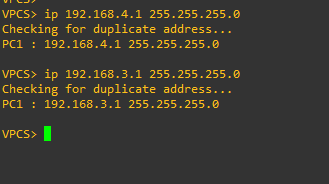 VPCS> ip 192.168.4.1 255.255.255.0
Checking for duplicate address...
PC1 : 192.168.4.1 255.255.255.0
VPCS> ip 192.168.3.1 255.255.255.0
Checking for duplicate address...
PC1 : 192.168.3.1 255.255.255.0
VPCS>